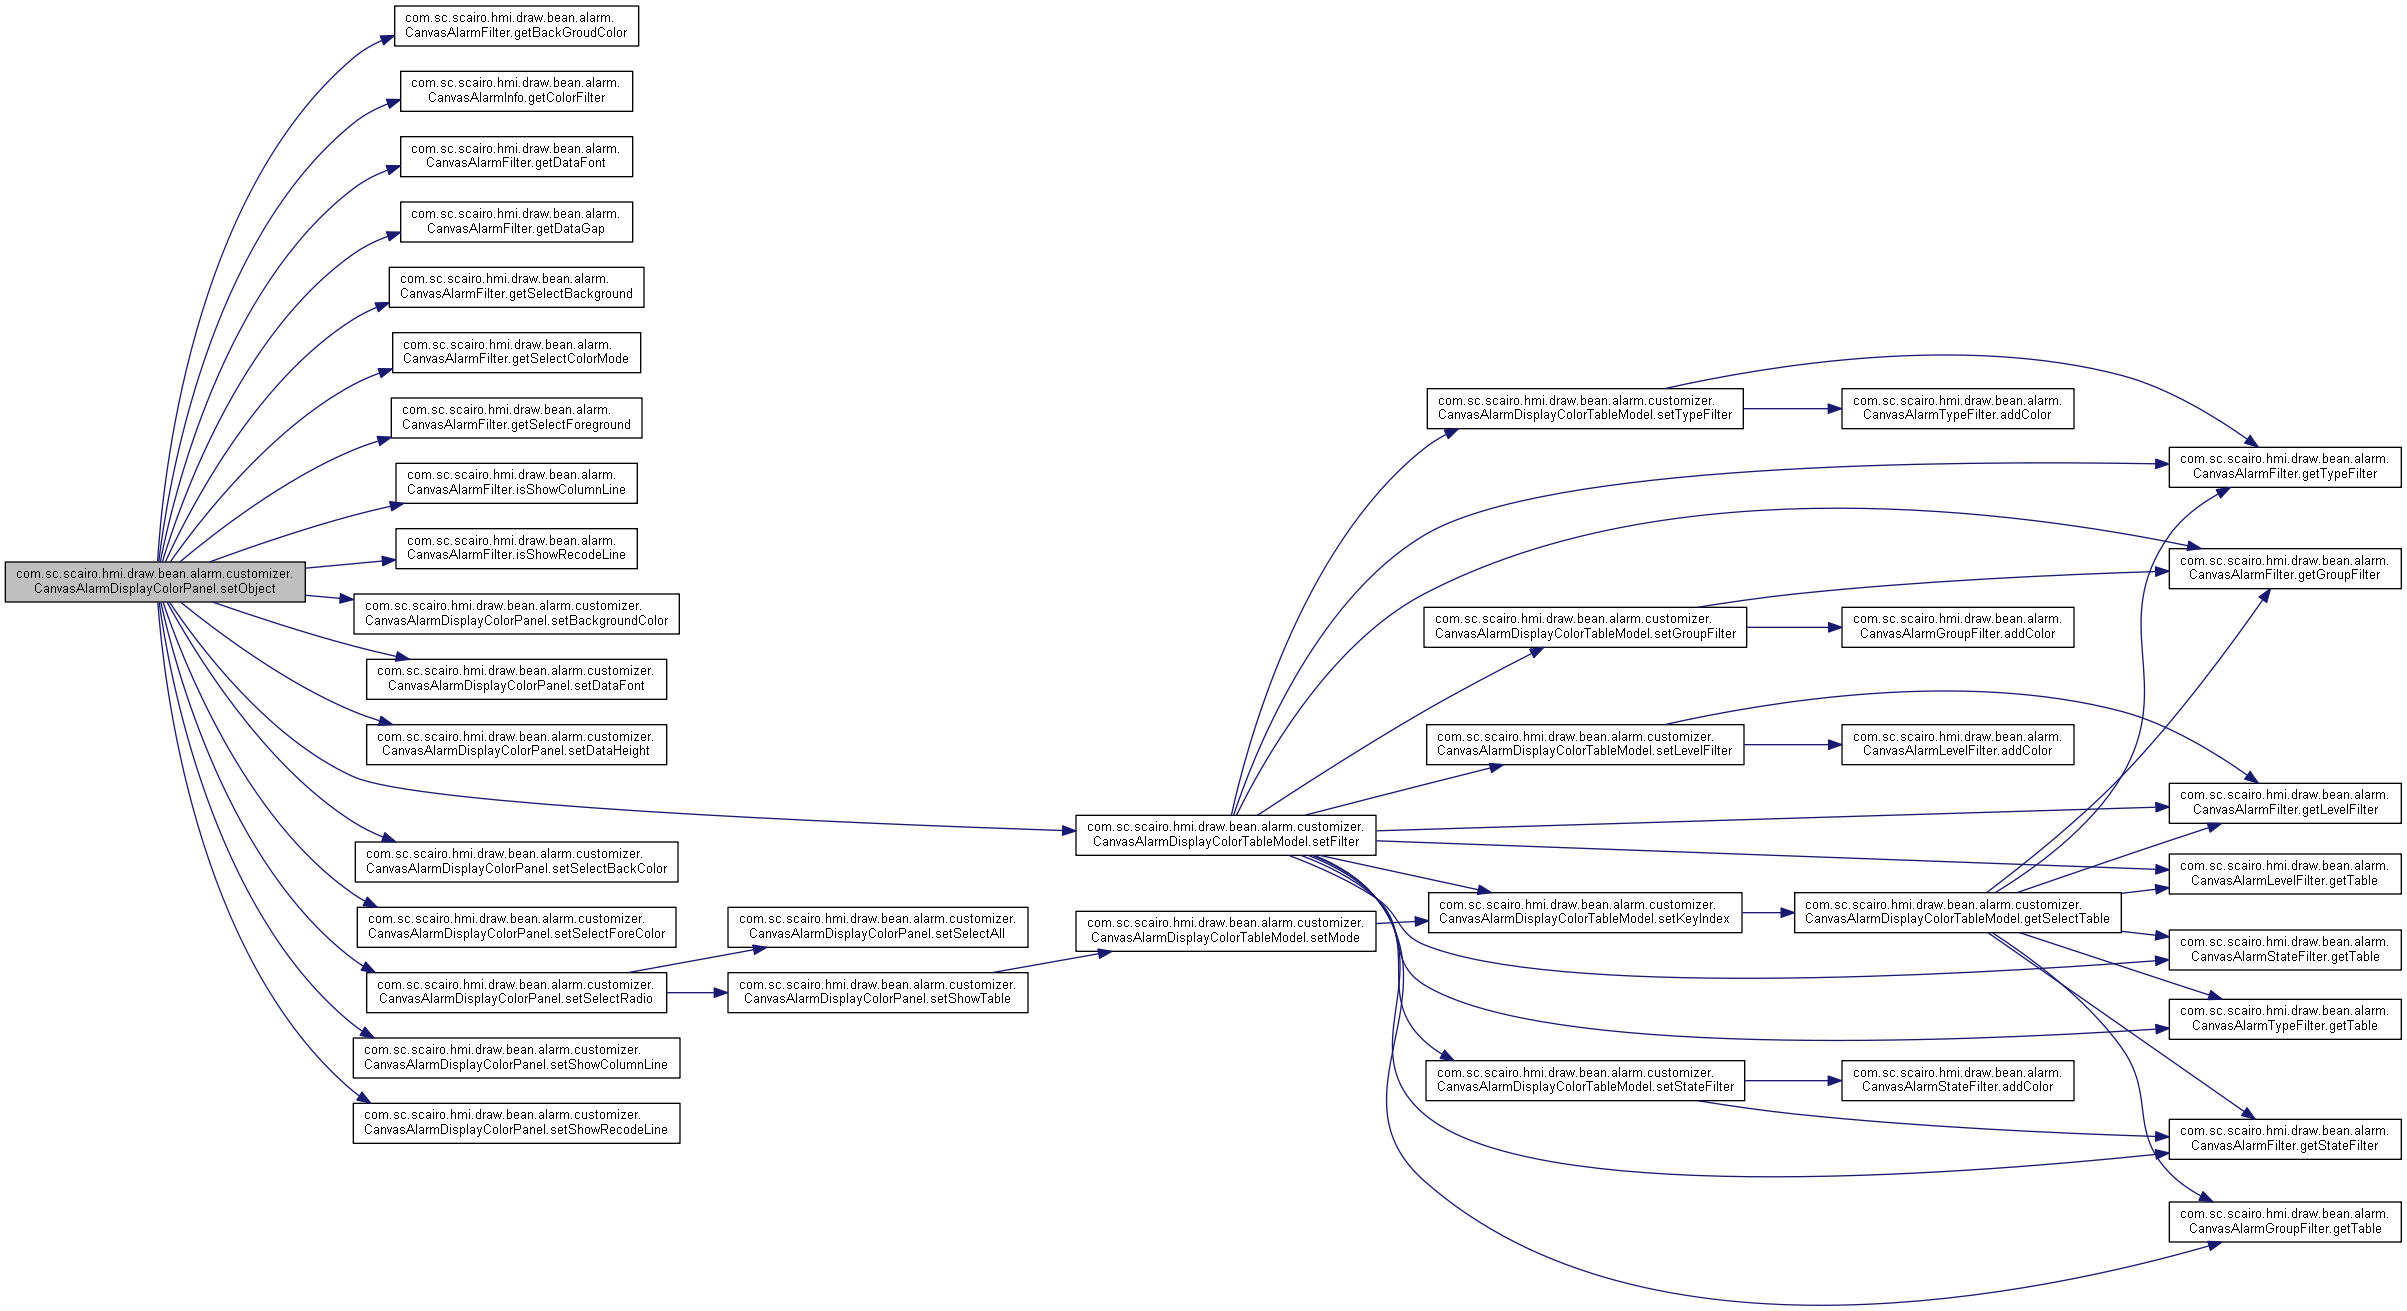 com.sc.scairo.hmi.draw.bean.alarm.customizer.
CanvasAlarmDisplayColorPanel.setObject
com.sc.scairo.hmi.draw.bean.alarm.
CanvasAlarmFilter.getBackGroudColor
com.sc.scairo.hmi.draw.bean.alarm.
CanvasAlarmInfo.getColorFilter
com.sc.scairo.hmi.draw.bean.alarm.
CanvasAlarmFilter.getDataFont
com.sc.scairo.hmi.draw.bean.alarm.
CanvasAlarmFilter.getDataGap
com.sc.scairo.hmi.draw.bean.alarm.
CanvasAlarmFilter.getSelectBackground
com.sc.scairo.hmi.draw.bean.alarm.
CanvasAlarmFilter.getSelectColorMode
com.sc.scairo.hmi.draw.bean.alarm.
CanvasAlarmFilter.getSelectForeground
com.sc.scairo.hmi.draw.bean.alarm.
CanvasAlarmFilter.isShowColumnLine
com.sc.scairo.hmi.draw.bean.alarm.
CanvasAlarmFilter.isShowRecodeLine
com.sc.scairo.hmi.draw.bean.alarm.customizer.
CanvasAlarmDisplayColorPanel.setBackgroundColor
com.sc.scairo.hmi.draw.bean.alarm.customizer.
CanvasAlarmDisplayColorPanel.setDataFont
com.sc.scairo.hmi.draw.bean.alarm.customizer.
CanvasAlarmDisplayColorPanel.setDataHeight
com.sc.scairo.hmi.draw.bean.alarm.customizer.
CanvasAlarmDisplayColorPanel.setSelectBackColor
com.sc.scairo.hmi.draw.bean.alarm.customizer.
CanvasAlarmDisplayColorPanel.setSelectForeColor
com.sc.scairo.hmi.draw.bean.alarm.customizer.
CanvasAlarmDisplayColorPanel.setSelectRadio
com.sc.scairo.hmi.draw.bean.alarm.customizer.
CanvasAlarmDisplayColorPanel.setShowColumnLine
com.sc.scairo.hmi.draw.bean.alarm.customizer.
CanvasAlarmDisplayColorPanel.setShowRecodeLine
com.sc.scairo.hmi.draw.bean.alarm.customizer.
CanvasAlarmDisplayColorPanel.setSelectAll
com.sc.scairo.hmi.draw.bean.alarm.customizer.
CanvasAlarmDisplayColorPanel.setShowTable
com.sc.scairo.hmi.draw.bean.alarm.customizer.
CanvasAlarmDisplayColorTableModel.setFilter
com.sc.scairo.hmi.draw.bean.alarm.customizer.
CanvasAlarmDisplayColorTableModel.setMode
com.sc.scairo.hmi.draw.bean.alarm.customizer.
CanvasAlarmDisplayColorTableModel.setTypeFilter
com.sc.scairo.hmi.draw.bean.alarm.customizer.
CanvasAlarmDisplayColorTableModel.setGroupFilter
com.sc.scairo.hmi.draw.bean.alarm.customizer.
CanvasAlarmDisplayColorTableModel.setLevelFilter
com.sc.scairo.hmi.draw.bean.alarm.customizer.
CanvasAlarmDisplayColorTableModel.setKeyIndex
com.sc.scairo.hmi.draw.bean.alarm.customizer.
CanvasAlarmDisplayColorTableModel.setStateFilter
com.sc.scairo.hmi.draw.bean.alarm.
CanvasAlarmTypeFilter.addColor
com.sc.scairo.hmi.draw.bean.alarm.
CanvasAlarmGroupFilter.addColor
com.sc.scairo.hmi.draw.bean.alarm.
CanvasAlarmLevelFilter.addColor
com.sc.scairo.hmi.draw.bean.alarm.customizer.
CanvasAlarmDisplayColorTableModel.getSelectTable
com.sc.scairo.hmi.draw.bean.alarm.
CanvasAlarmStateFilter.addColor
com.sc.scairo.hmi.draw.bean.alarm.
CanvasAlarmFilter.getTypeFilter
com.sc.scairo.hmi.draw.bean.alarm.
CanvasAlarmFilter.getGroupFilter
com.sc.scairo.hmi.draw.bean.alarm.
CanvasAlarmFilter.getLevelFilter
com.sc.scairo.hmi.draw.bean.alarm.
CanvasAlarmLevelFilter.getTable
com.sc.scairo.hmi.draw.bean.alarm.
CanvasAlarmStateFilter.getTable
com.sc.scairo.hmi.draw.bean.alarm.
CanvasAlarmTypeFilter.getTable
com.sc.scairo.hmi.draw.bean.alarm.
CanvasAlarmFilter.getStateFilter
com.sc.scairo.hmi.draw.bean.alarm.
CanvasAlarmGroupFilter.getTable